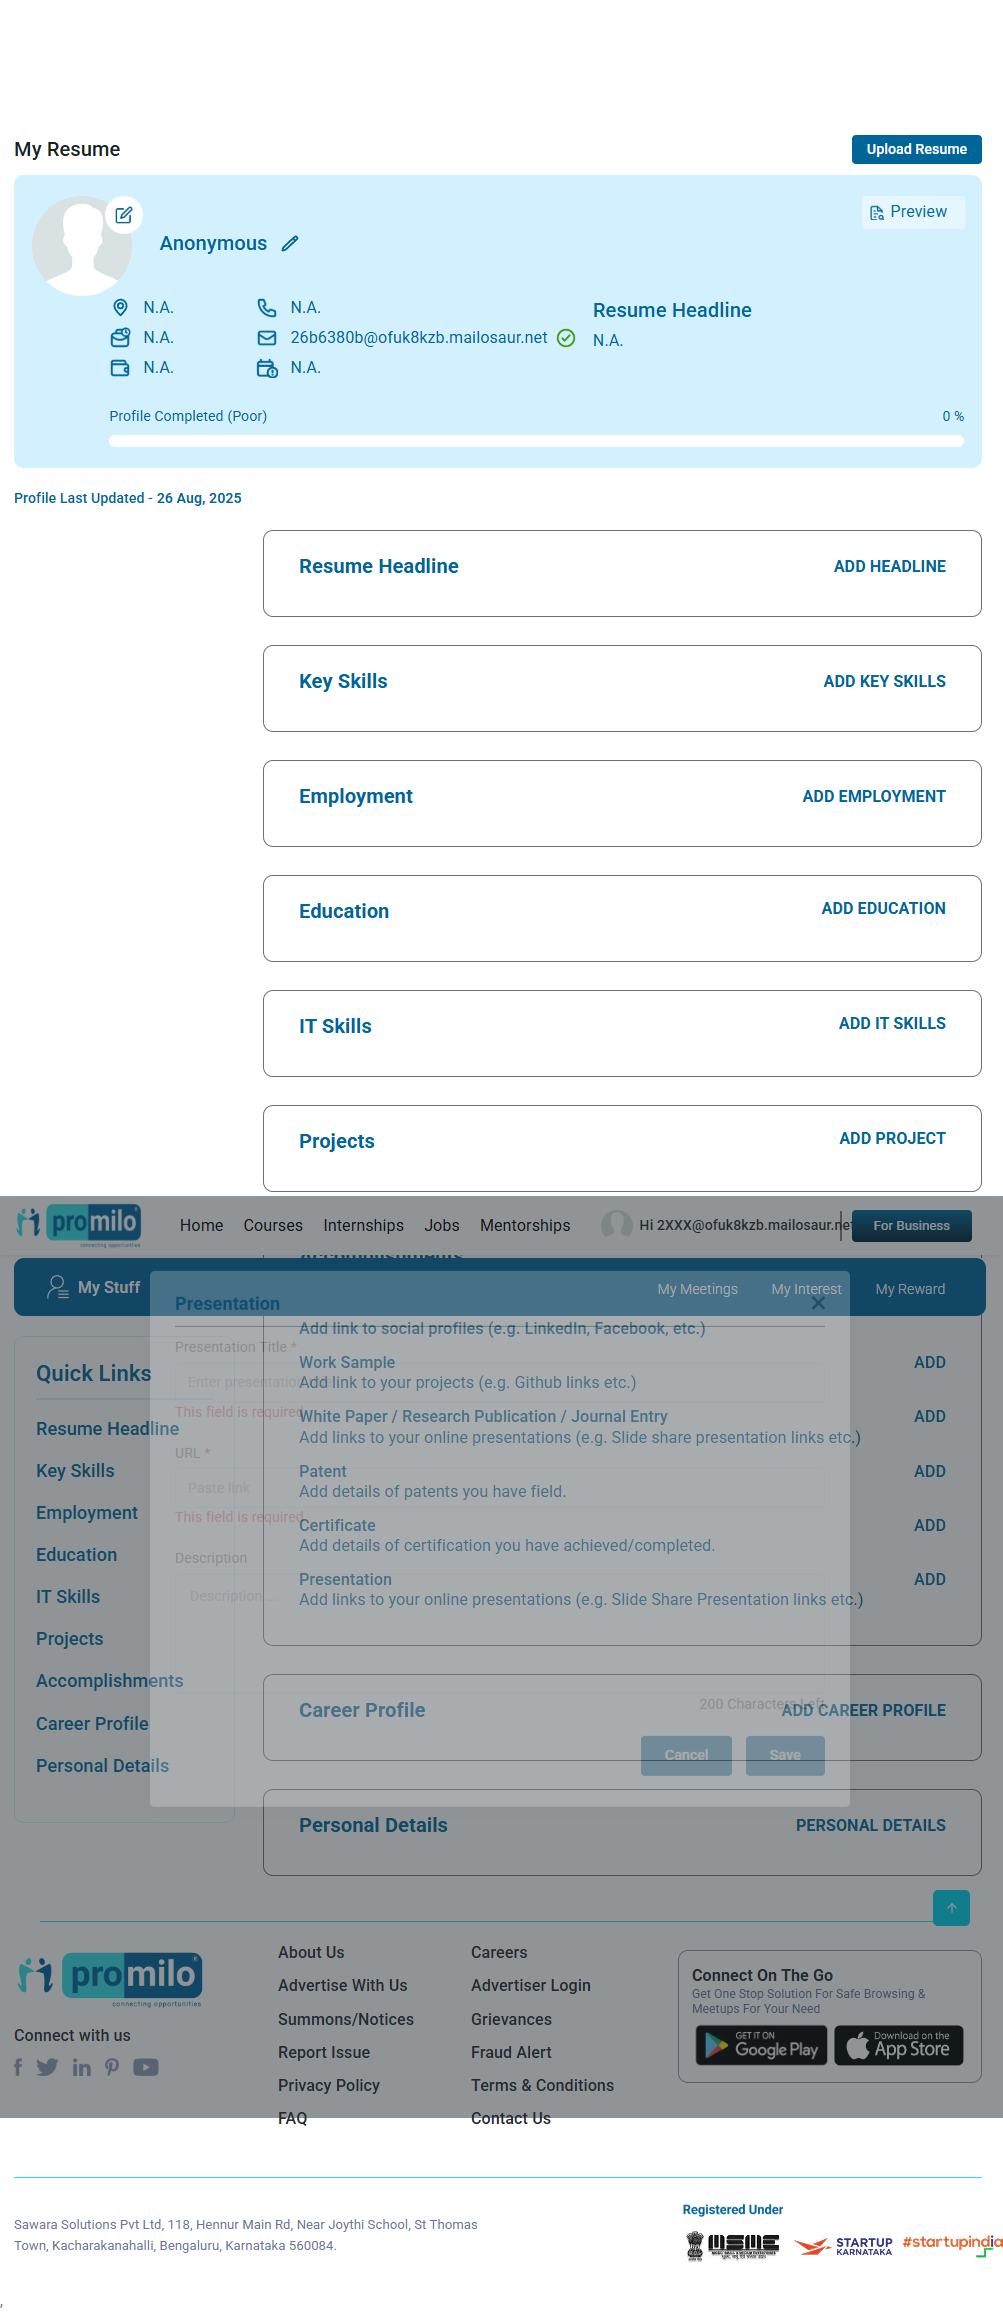 My Resume
Upload Resume
Preview
Anonymous
N.A.
N.A.
Resume Headline
N.A.
26b6380b@ofuk8kzb.mailosaur.net
N.A.
N.A.
N.A.
Profile Completed (Poor)
0 %
Profile Last Updated - 26 Aug, 2025
Resume Headline
ADD HEADLINE
Key Skills
ADD KEY SKILLS
Employment
ADD EMPLOYMENT
Education
ADD EDUCATION
IT Skills
ADD IT SKILLS
Projects
ADD PROJECT
promilo
connecting opportunities
Home
Courses
Internships
Jobs
Mentorships
Hi 2XXX@ofuk8kzb.mailosaur.net
For Business
Accomplishments
My Stuff
My Meetings
My Interest
My Reward
Quick Links
Resume Headline
Key Skills
Employment
Education
IT Skills
Projects
Accomplishments
Career Profile
Personal Details
Presentation
Presentation Title *
Enter presentation
This field is required
URL *
Paste link
This field is required
Description
Description...
200 Characters Left
Cancel
Save
Add link to social profiles (e.g. LinkedIn, Facebook, etc.)
Work Sample
ADD
Add link to your projects (e.g. Github links etc.)
White Paper / Research Publication / Journal Entry
ADD
Add links to your online presentations (e.g. Slide share presentation links etc.)
Patent
ADD
Add details of patents you have field.
Certificate
ADD
Add details of certification you have achieved/completed.
Presentation
ADD
Add links to your online presentations (e.g. Slide Share Presentation links etc.)
Career Profile
ADD CAREER PROFILE
Personal Details
PERSONAL DETAILS
promilo
connecting opportunities
Connect with us
About Us
Advertise With Us
Summons/Notices
Report Issue
Privacy Policy
FAQ
Careers
Advertiser Login
Grievances
Fraud Alert
Terms & Conditions
Contact Us
Connect On The Go
Get One Stop Solution For Safe Browsing &
Meetups For Your Need
GET IT ON
Google Play
Download on the
App Store
Sawara Solutions Pvt Ltd, 118, Hennur Main Rd, Near Joythi School, St Thomas
Town, Kacharakanahalli, Bengaluru, Karnataka 560084.
Registered Under
MSME
STARTUP
KARNATAKA
#startupindia
,